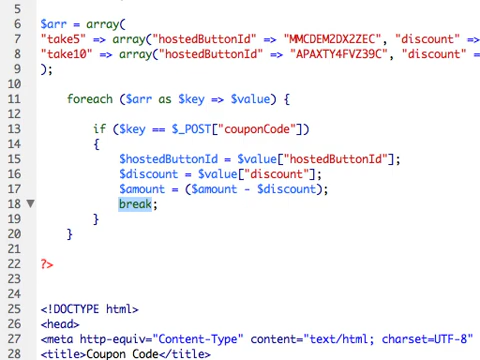 5
6 $arr = array(
7 "take5" => array("hostedButtonId" => "MMCDEM2DX2ZEC", "discount" =>
8 "take10" => array("hostedButtonId" => "APAXTY4FVZ39C", "discount" =
9 );
10
11 foreach ($arr as $key => $value) {
12
13 if ($key == $_POST["couponCode"])
14 {
15 $hostedButtonId = $value["hostedButtonId"];
16 $discount = $value["discount"];
17 $amount = ($amount - $discount);
18 break;
19 }
20 }
21
22 ?>
23
24
25 <!DOCTYPE html>
26 <head>
27 <meta http-equiv="Content-Type" content="text/html; charset=UTF-8"
28 <title>Coupon Code</title>